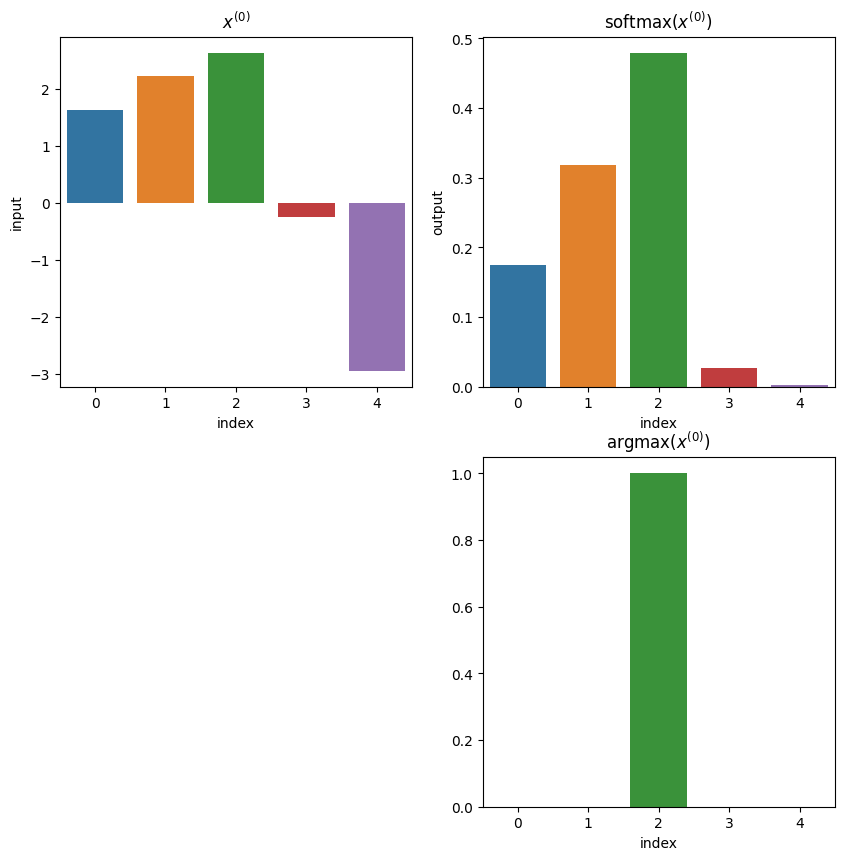 x^(0)
input
2
1
0
−1
−2
−3
0 1 2 3 4
index
softmax(x^(0))
output
0.5
0.4
0.3
0.2
0.1
0.0
0 1 2 3 4
index
argmax(x^(0))
1.0
0.8
0.6
0.4
0.2
0.0
0 1 2 3 4
index